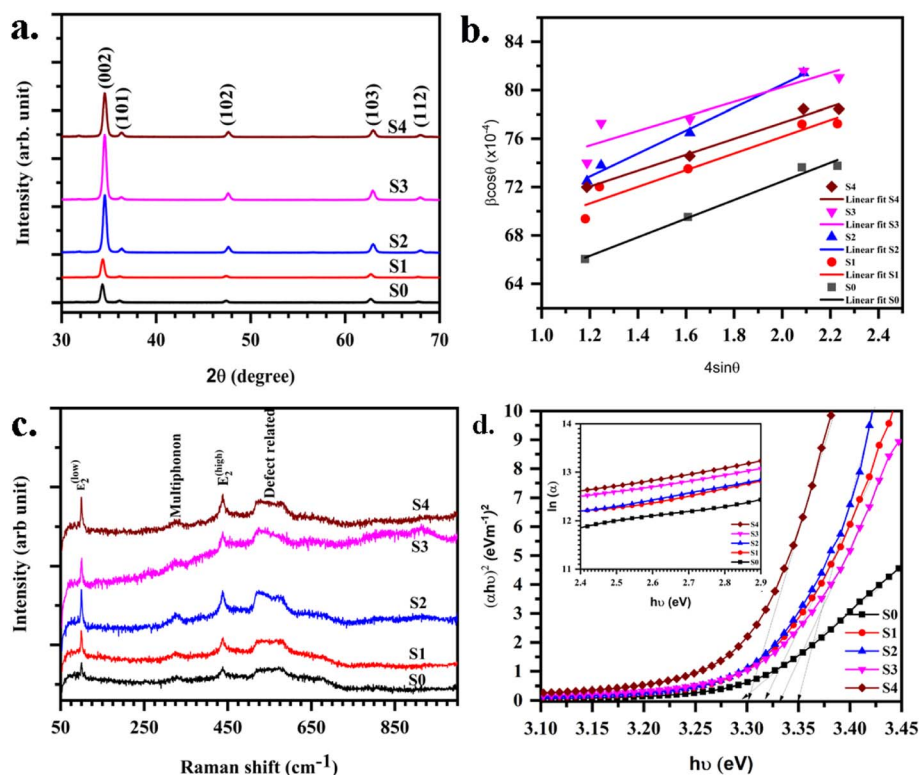 a.
Intensity (arb. unit)
(002)
(101)
(102)
(103)
(112)
S4
S3
S2
S1
S0
30 40 50 60 70
2θ (degree)
b.
βcosθ (x10⁻⁴)
84
80
76
72
68
64
60
S4
Linear fit S4
S3
Linear fit S3
S2
Linear fit S2
S1
Linear fit S1
S0
Linear fit S0
1.0 1.2 1.4 1.6 1.8 2.0 2.2 2.4
4sinθ
c.
Intensity (arb unit)
E₂⁽ˡᵒʷ⁾
Multiphonon
E₂⁽ʰⁱᵍʰ⁾
Defect related
S4
S3
S2
S1
S0
50 250 450 650 850
Raman shift (cm⁻¹)
d.
(αhυ)² (eVm⁻¹)²
10
9
8
7
6
5
4
3
2
1
0
ln (α)
14
13
12
11
S4
S3
S2
S1
S0
2.4 2.5 2.6 2.7 2.8 2.9
hυ (eV)
S0
S1
S2
S3
S4
3.10 3.15 3.20 3.25 3.30 3.35 3.40 3.45
hυ (eV)